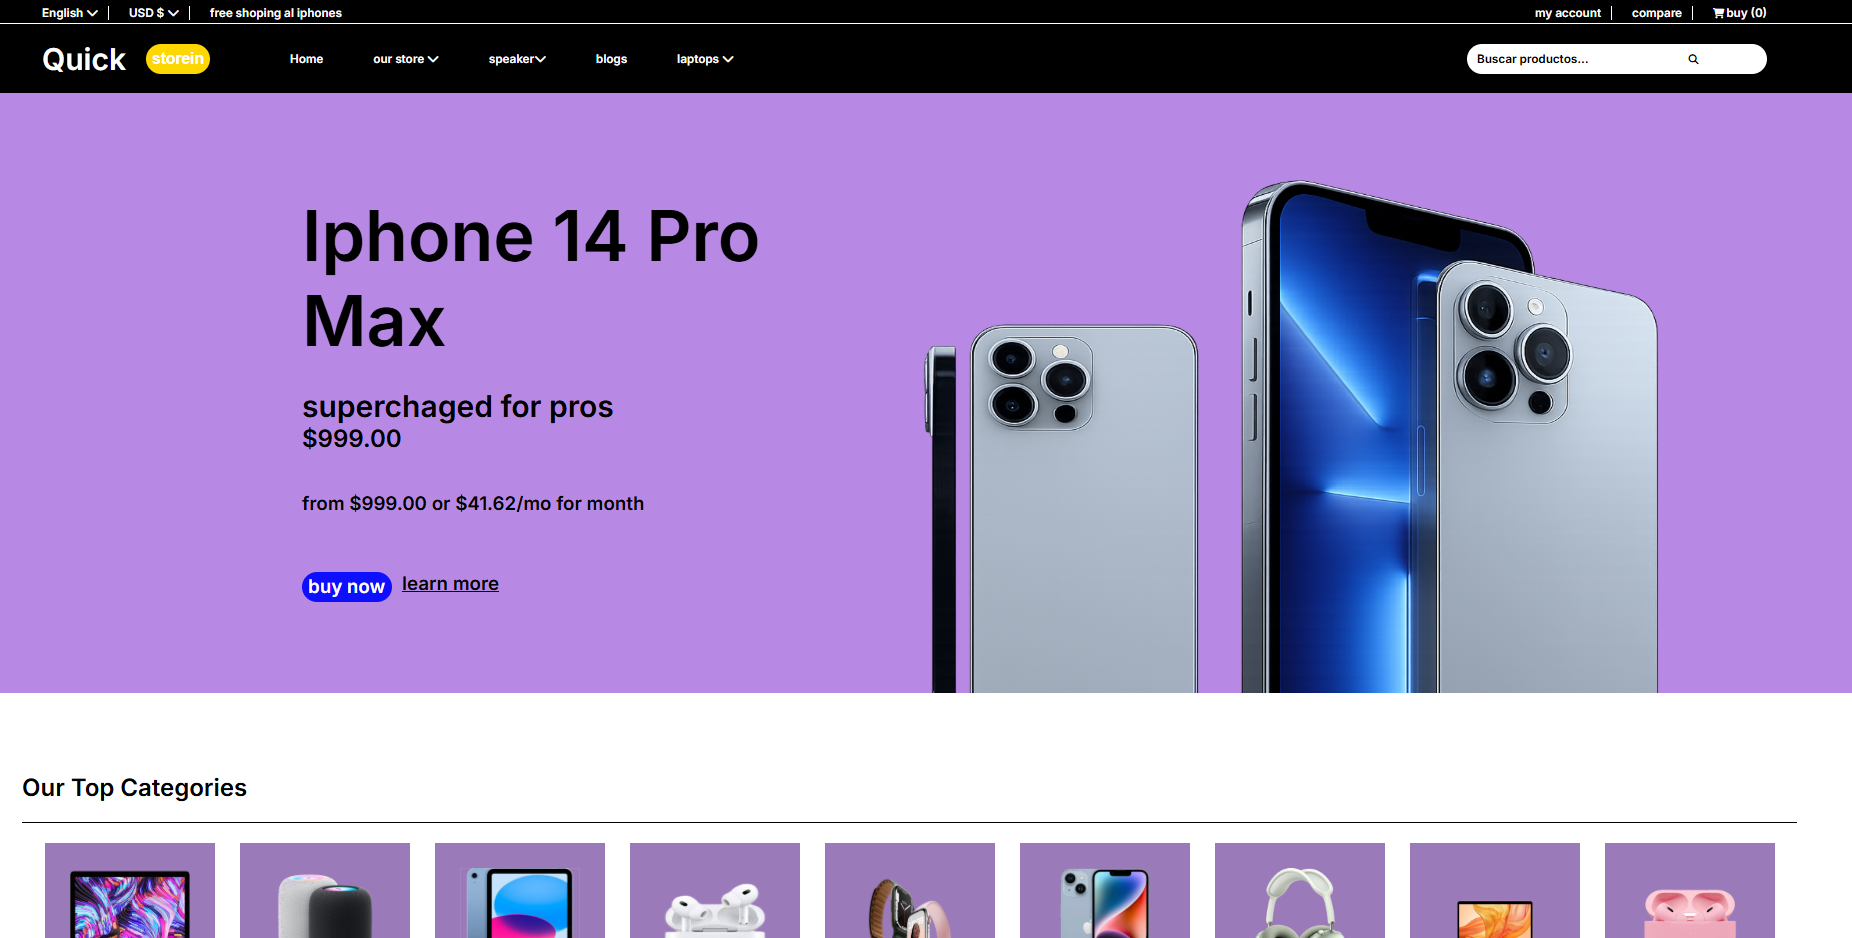 English
USD $
free shoping al iphones
my account
compare
buy (0)
Quick
storein
Home
our store
speaker
blogs
laptops
Buscar productos...
Iphone 14 Pro
Max
superchaged for pros
$999.00
from $999.00 or $41.62/mo for month
buy now
learn more
Our Top Categories